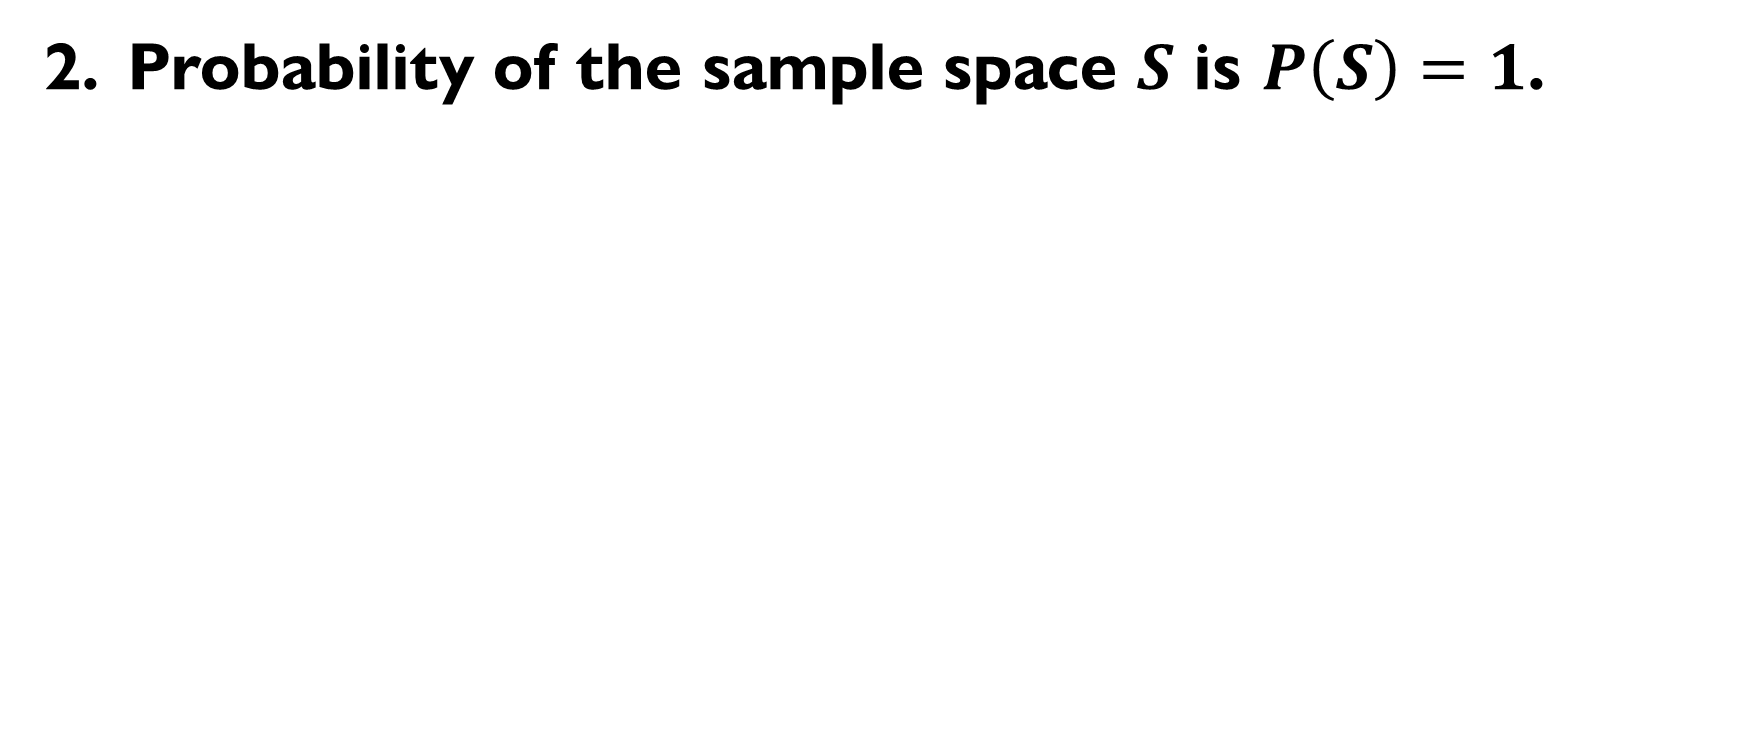 2. Probability of the sample space S is P(S) = 1.